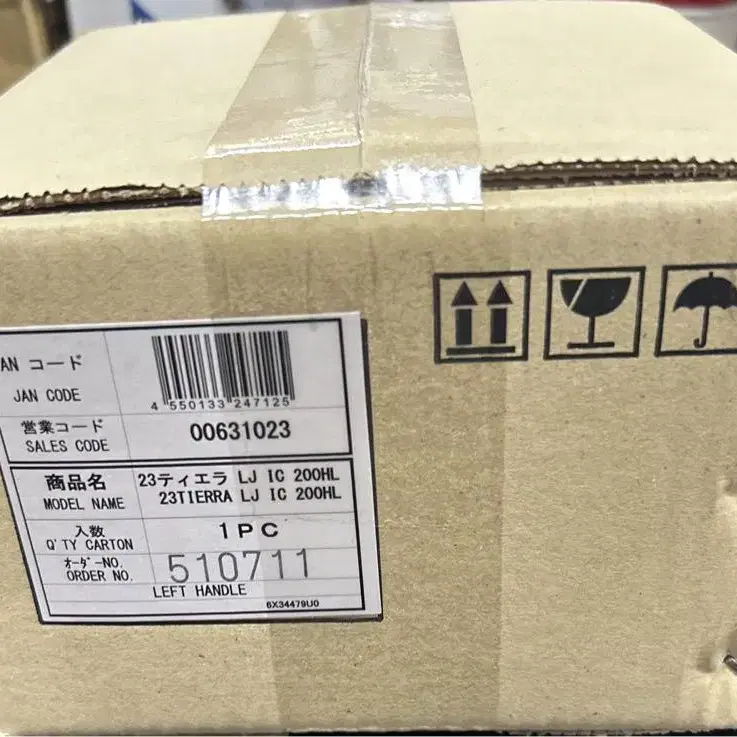 AN コード
JAN CODE
4 550133 247125
営業コード
SALES CODE
00631023
商品名
MODEL NAME
23ティエラ LJ IC 200HL
23TIERRA LJ IC 200HL
入数
Q'TY CARTON
1PC
オーダーNO.
ORDER NO.
510711
LEFT HANDLE
6X34479U0